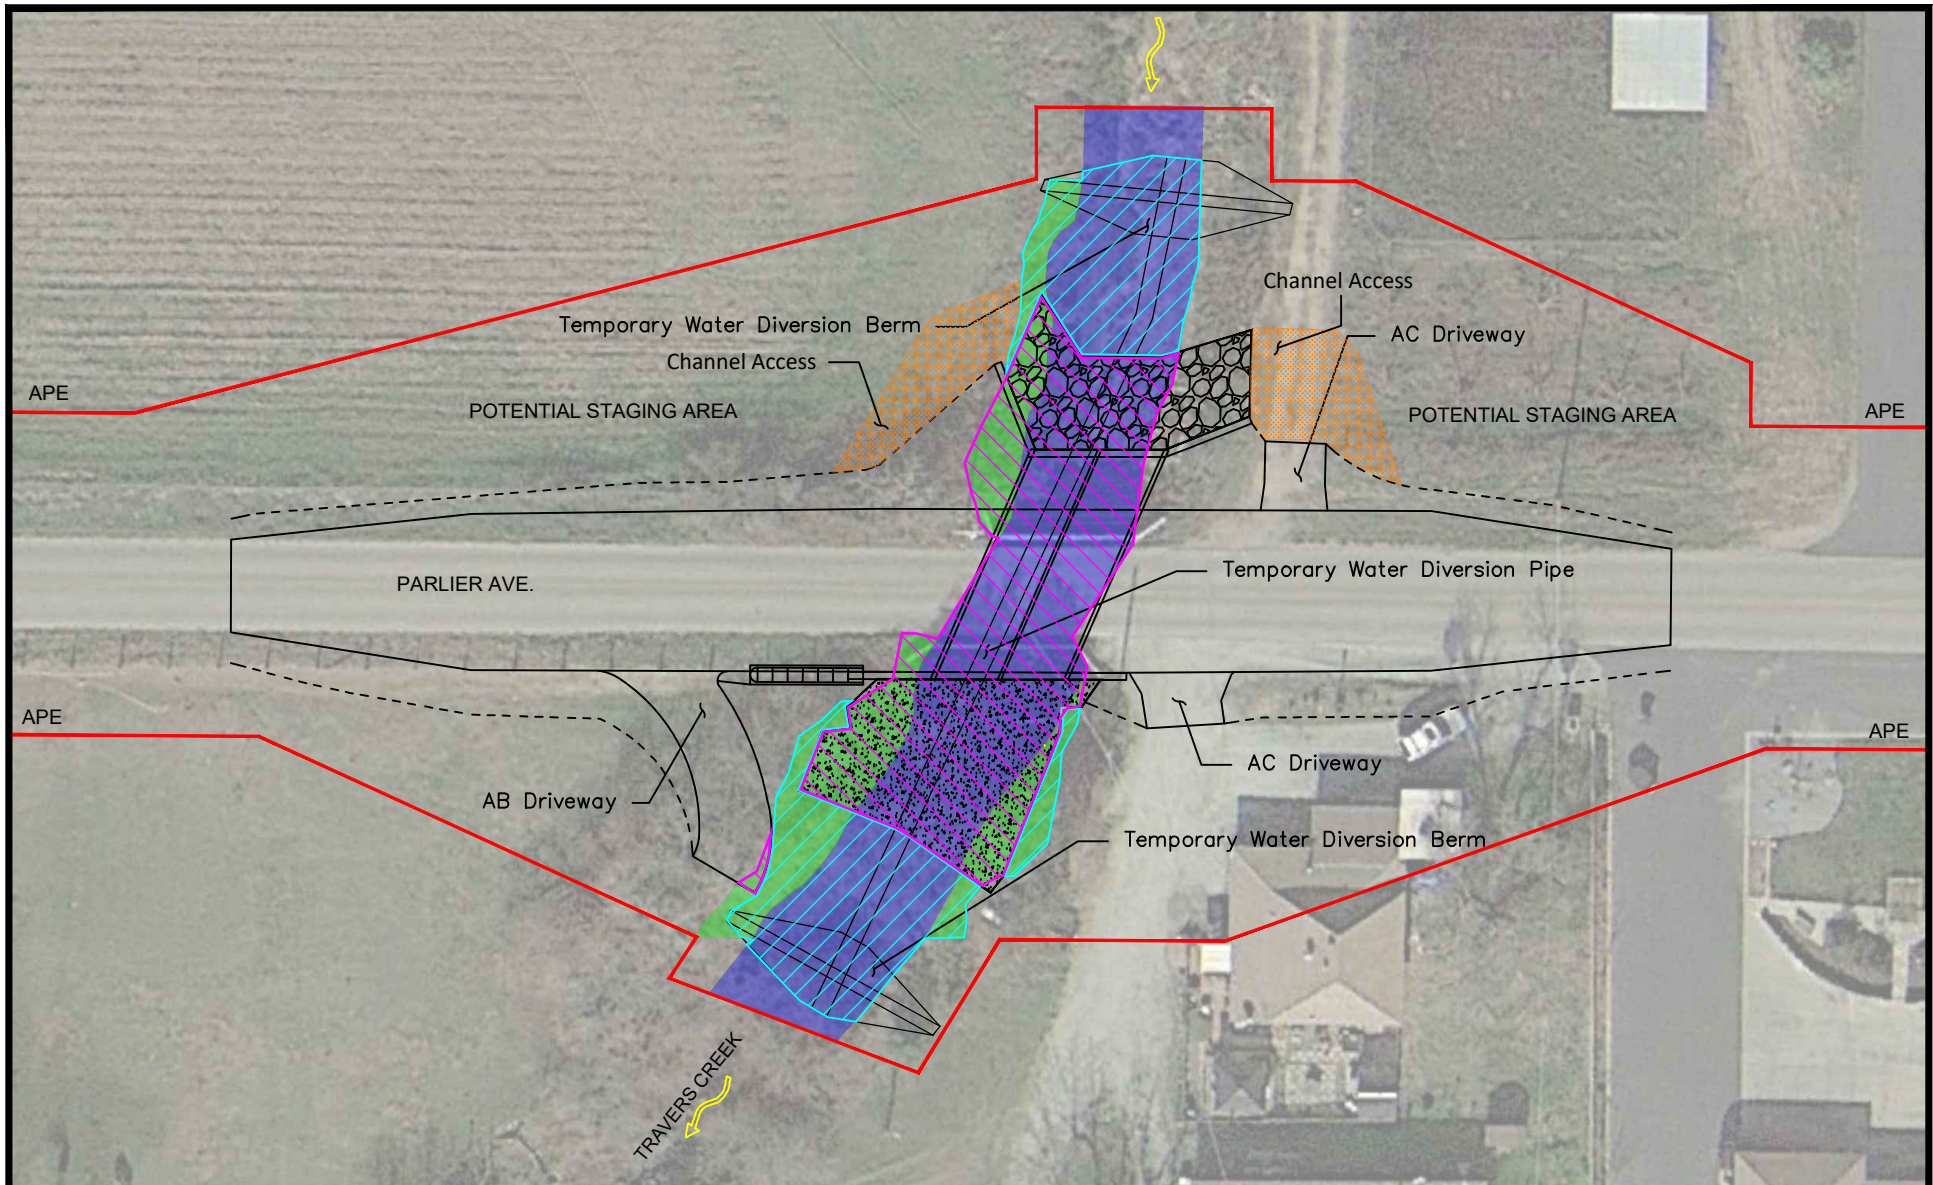 Channel Access
Temporary Water Diversion Berm
AC Driveway
Channel Access
APE
POTENTIAL STAGING AREA
POTENTIAL STAGING AREA
APE
Temporary Water Diversion Pipe
PARLIER AVE.
APE
APE
AC Driveway
AB Driveway
Temporary Water Diversion Berm
TRAVERS CREEK